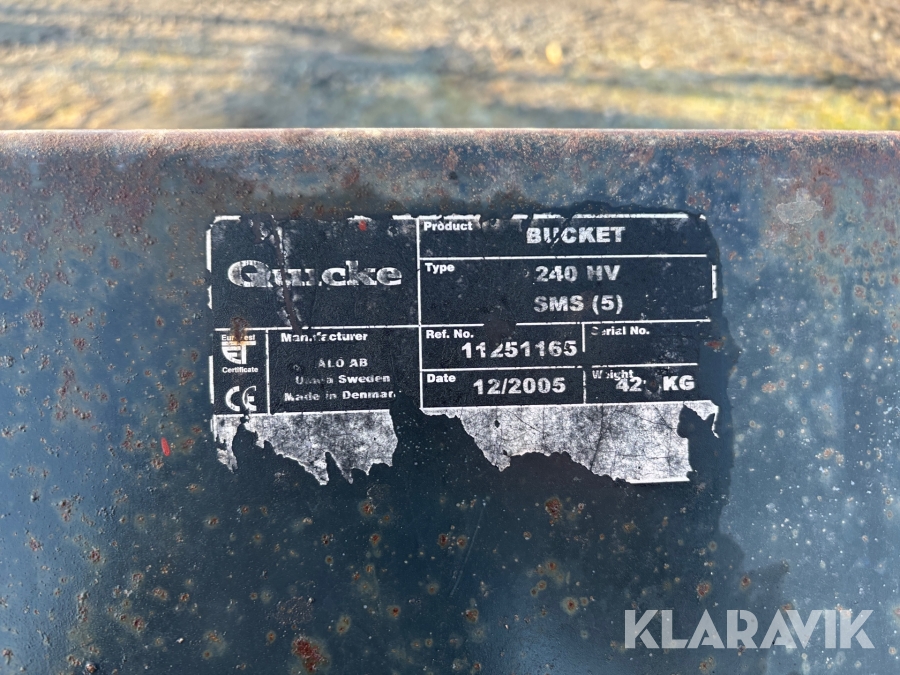 Quicke
Product
BUCKET
Type
240 HV
SMS (5)
Manufacturer
ALÖ AB
Umeå Sweden
Made in Denmark
Certificate
CE
Ref. No.
11251165
Serial No.
Date
12/2005
Weight
KG
KLARAVIK